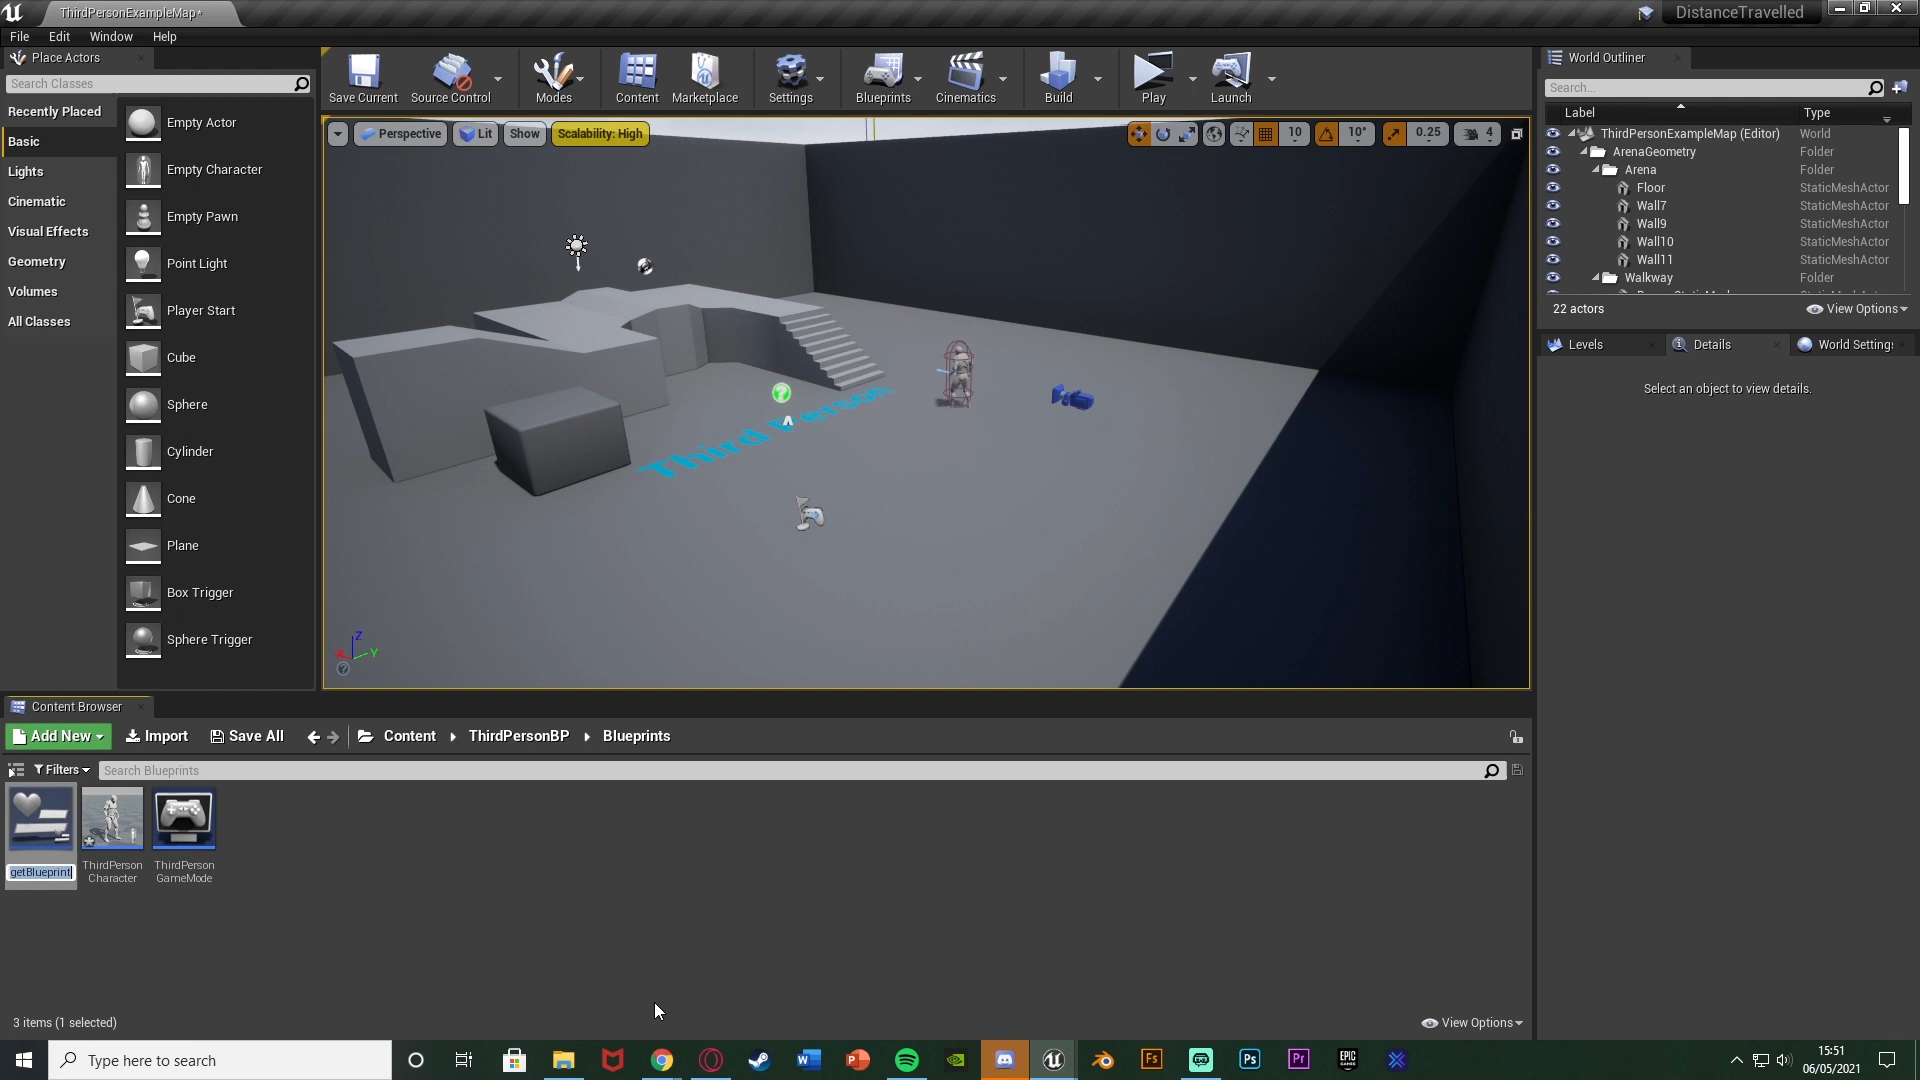 ThirdPersonExampleMap*
DistanceTravelled
File Edit Window Help
Place Actors
Search Classes
Recently Placed
Basic
Lights
Cinematic
Visual Effects
Geometry
Volumes
All Classes
Empty Actor
Empty Character
Empty Pawn
Point Light
Player Start
Cube
Sphere
Cylinder
Cone
Plane
Box Trigger
Sphere Trigger
Save Current Source Control Modes Content Marketplace Settings Blueprints Cinematics Build Play Launch
Perspective Lit Show Scalability: High
10 10° 0.25 4
Third Person
Z
X Y
World Outliner
Search...
Label Type
ThirdPersonExampleMap (Editor) World
ArenaGeometry Folder
Arena Folder
Floor StaticMeshActor
Wall7 StaticMeshActor
Wall9 StaticMeshActor
Wall10 StaticMeshActor
Wall11 StaticMeshActor
Walkway Folder
22 actors View Options
Levels Details World Settings
Select an object to view details.
Content Browser
Add New Import Save All Content ThirdPersonBP Blueprints
Filters Search Blueprints
getBlueprint
ThirdPerson
Character
ThirdPerson
GameMode
3 items (1 selected) View Options
Type here to search
W P Fs Ps Pr EPIC GAMES
15:51
06/05/2021